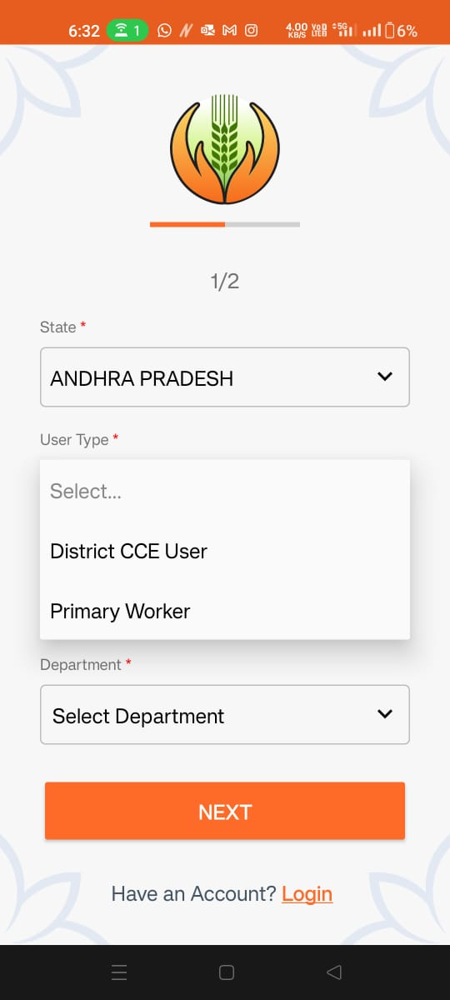 6:32 1 4.00 KB/S VoD LTE 5G 6%
1/2
State *
ANDHRA PRADESH
User Type *
Select...
District CCE User
Primary Worker
Department *
Select Department
NEXT
Have an Account? Login